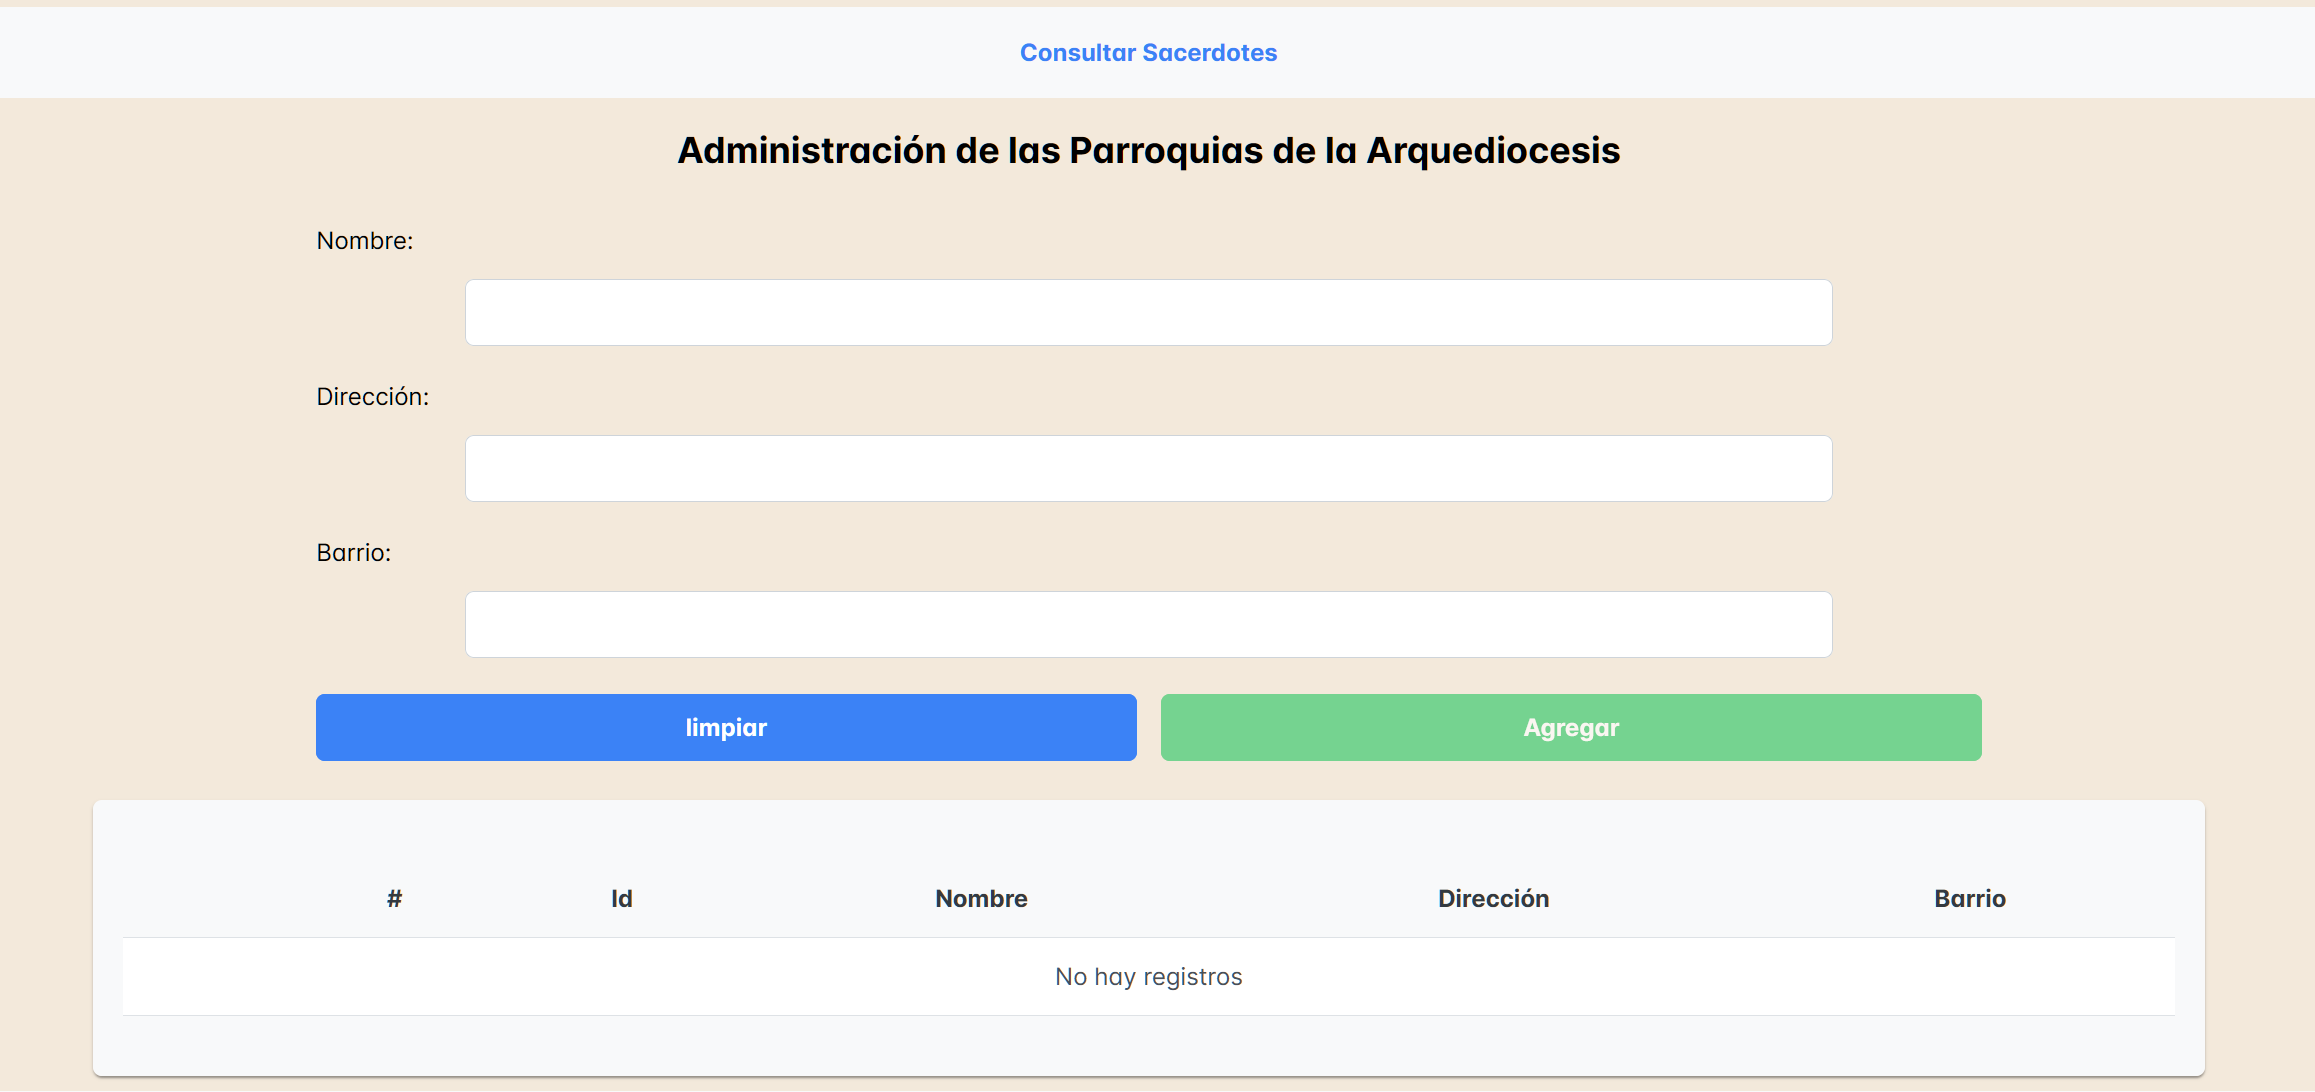 Consultar Sacerdotes
Administración de las Parroquias de la Arquediocesis
Nombre:
Dirección:
Barrio:
limpiar Agregar
# Id Nombre Dirección Barrio
No hay registros